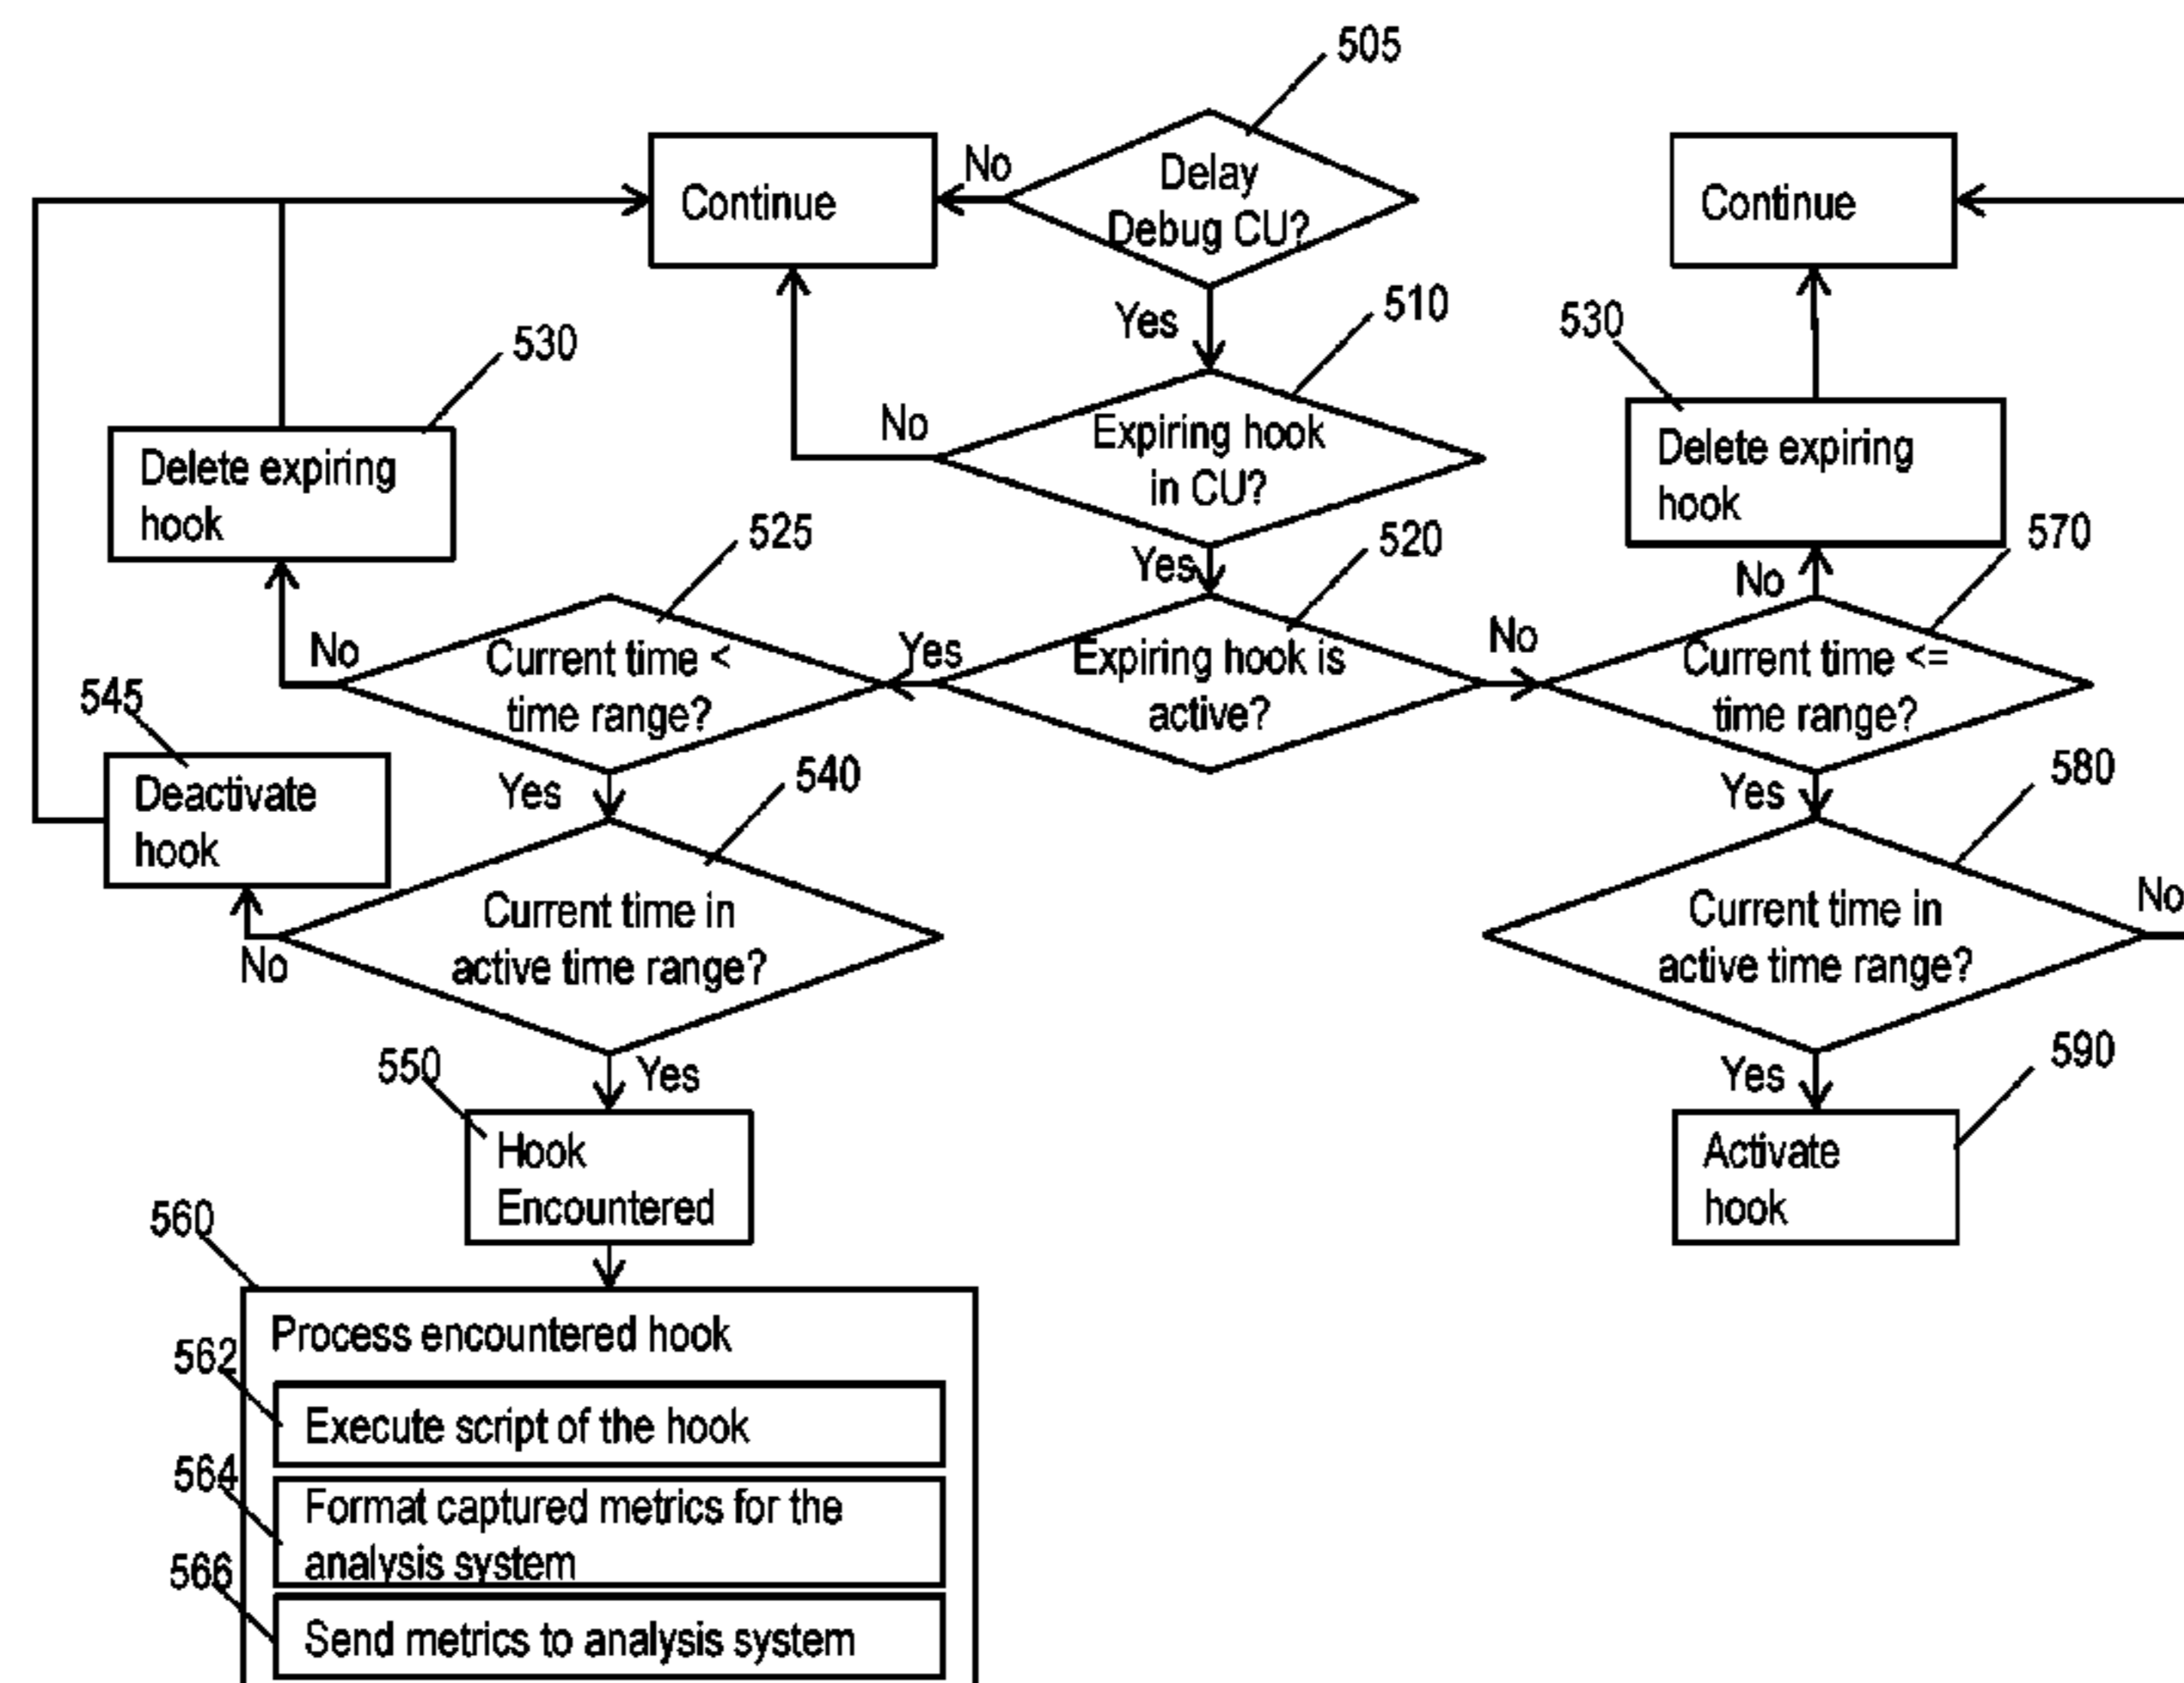 505
Continue
No
Delay
Debug CU?
Continue
Yes
510
530
530
No
Expiring hook
in CU?
Delete expiring
hook
Delete expiring
hook
525
Yes
520
570
No
No
Current time <
time range?
Yes
Expiring hook is
active?
No
Current time <=
time range?
545
Deactivate
hook
Yes
540
Yes
580
No
Current time in
active time range?
No
Current time in
active time range?
550
Yes
Yes
590
Hook
Encountered
Activate
hook
560
Process encountered hook
562
Execute script of the hook
564
Format captured metrics for the
analysis system
566
Send metrics to analysis system